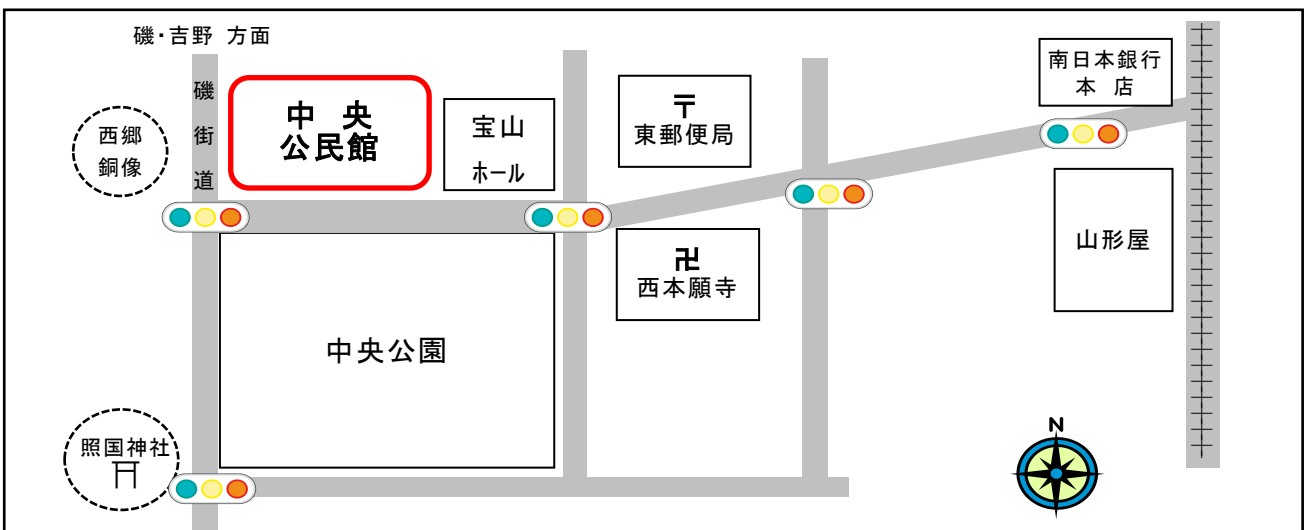 磯・吉野 方面
磯街道
西郷
銅像
中 央
公民館
宝山
ホール
〒
東郵便局
南日本銀行
本 店
卍
西本願寺
山形屋
中央公園
照国神社
N